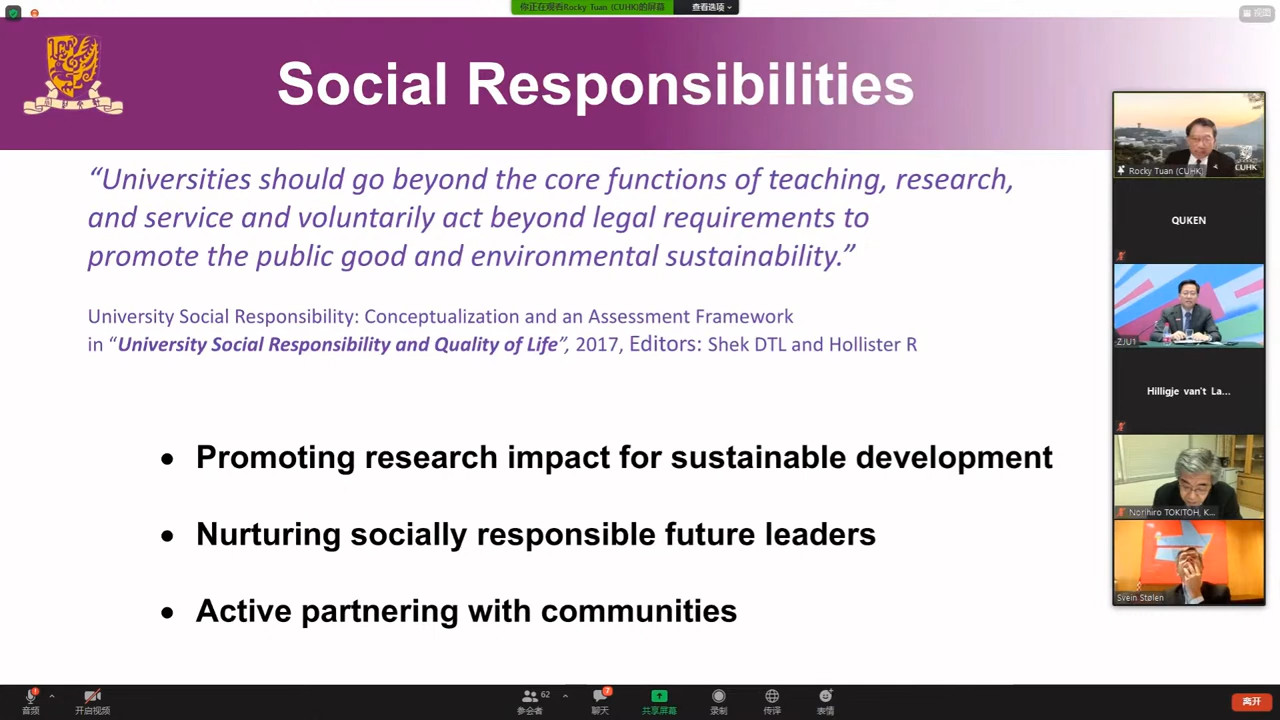 你正在观看Rocky Tuan (CUHK)的屏幕
查看选项
视图
Social Responsibilities
“Universities should go beyond the core functions of teaching, research,
and service and voluntarily act beyond legal requirements to
promote the public good and environmental sustainability.”
University Social Responsibility: Conceptualization and an Assessment Framework
in “University Social Responsibility and Quality of Life”, 2017, Editors: Shek DTL and Hollister R
• Promoting research impact for sustainable development
• Nurturing socially responsible future leaders
• Active partnering with communities
CUHK
Rocky Tuan (CUHK)
QUKEN
ZJU1
Hilligje van't La...
Norihiro TOKITOH, K...
Svein Stølen
音频
开启视频
62
参会者
7
聊天
共享屏幕
录制
传译
表情
离开